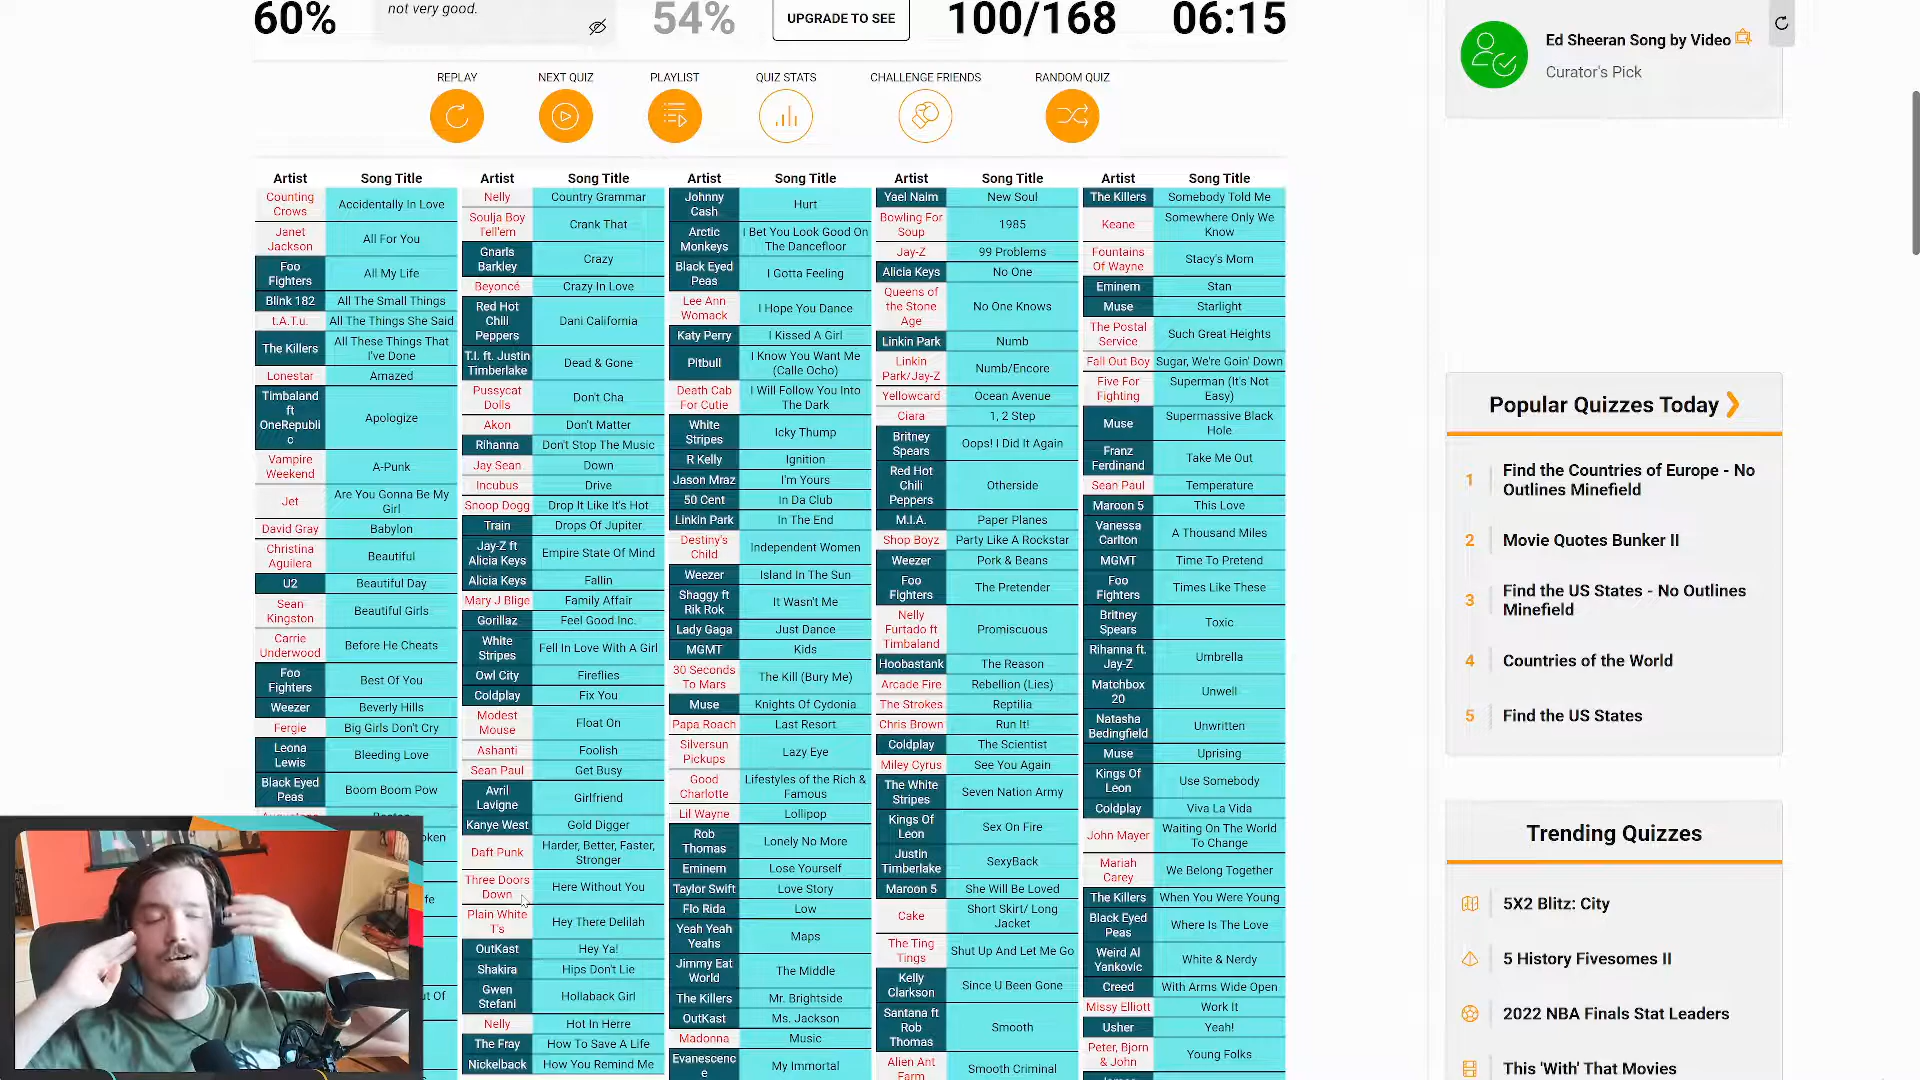 60%
not very good.
54%
UPGRADE TO SEE
100/168
06:15
REPLAY
NEXT QUIZ
PLAYLIST
QUIZ STATS
CHALLENGE FRIENDS
RANDOM QUIZ
Artist Song Title
Counting Crows Accidentally In Love
Janet Jackson All For You
Foo Fighters All My Life
Blink 182 All The Small Things
t.A.T.u. All The Things She Said
The Killers All These Things That I've Done
Lonestar Amazed
Timbaland ft OneRepublic Apologize
Vampire Weekend A-Punk
Jet Are You Gonna Be My Girl
David Gray Babylon
Christina Aguilera Beautiful
U2 Beautiful Day
Sean Kingston Beautiful Girls
Carrie Underwood Before He Cheats
Foo Fighters Best Of You
Weezer Beverly Hills
Fergie Big Girls Don't Cry
Leona Lewis Bleeding Love
Black Eyed Peas Boom Boom Pow
Artist Song Title
Nelly Country Grammar
Soulja Boy Tell'em Crank That
Gnarls Barkley Crazy
Beyoncé Crazy In Love
Red Hot Chili Peppers Dani California
T.I. ft. Justin Timberlake Dead & Gone
Pussycat Dolls Don't Cha
Akon Don't Matter
Rihanna Don't Stop The Music
Jay Sean Down
Incubus Drive
Snoop Dogg Drop It Like It's Hot
Train Drops Of Jupiter
Jay-Z ft Alicia Keys Empire State Of Mind
Alicia Keys Fallin
Mary J Blige Family Affair
Gorillaz Feel Good Inc.
White Stripes Fell In Love With A Girl
Owl City Fireflies
Coldplay Fix You
Modest Mouse Float On
Ashanti Foolish
Sean Paul Get Busy
Avril Lavigne Girlfriend
Kanye West Gold Digger
Daft Punk Harder, Better, Faster, Stronger
Three Doors Down Here Without You
Plain White T's Hey There Delilah
OutKast Hey Ya!
Shakira Hips Don't Lie
Gwen Stefani Hollaback Girl
Nelly Hot In Herre
The Fray How To Save A Life
Nickelback How You Remind Me
Artist Song Title
Johnny Cash Hurt
Arctic Monkeys I Bet You Look Good On The Dancefloor
Black Eyed Peas I Gotta Feeling
Lee Ann Womack I Hope You Dance
Katy Perry I Kissed A Girl
Pitbull I Know You Want Me (Calle Ocho)
Death Cab For Cutie I Will Follow You Into The Dark
White Stripes Icky Thump
R Kelly Ignition
Jason Mraz I'm Yours
50 Cent In Da Club
Linkin Park In The End
Destiny's Child Independent Women
Weezer Island In The Sun
Shaggy ft Rik Rok It Wasn't Me
Lady Gaga Just Dance
MGMT Kids
30 Seconds To Mars The Kill (Bury Me)
Muse Knights Of Cydonia
Papa Roach Last Resort
Silversun Pickups Lazy Eye
Good Charlotte Lifestyles of the Rich & Famous
Lil Wayne Lollipop
Rob Thomas Lonely No More
Eminem Lose Yourself
Taylor Swift Love Story
Flo Rida Low
Yeah Yeah Yeahs Maps
Jimmy Eat World The Middle
The Killers Mr. Brightside
OutKast Ms. Jackson
Madonna Music
Evanescence My Immortal
Artist Song Title
Yael Naim New Soul
Bowling For Soup 1985
Jay-Z 99 Problems
Alicia Keys No One
Queens of the Stone Age No One Knows
Linkin Park Numb
Linkin Park/Jay-Z Numb/Encore
Yellowcard Ocean Avenue
Ciara 1, 2 Step
Britney Spears Oops! I Did It Again
Red Hot Chili Peppers Otherside
M.I.A. Paper Planes
Shop Boyz Party Like A Rockstar
Weezer Pork & Beans
Foo Fighters The Pretender
Nelly Furtado ft Timbaland Promiscuous
Hoobastank The Reason
Arcade Fire Rebellion (Lies)
The Strokes Reptilia
Chris Brown Run It!
Coldplay The Scientist
Miley Cyrus See You Again
The White Stripes Seven Nation Army
Kings Of Leon Sex On Fire
Justin Timberlake SexyBack
Maroon 5 She Will Be Loved
Cake Short Skirt/ Long Jacket
The Ting Tings Shut Up And Let Me Go
Kelly Clarkson Since U Been Gone
Santana ft Rob Thomas Smooth
Alien Ant Farm Smooth Criminal
Artist Song Title
The Killers Somebody Told Me
Keane Somewhere Only We Know
Fountains Of Wayne Stacy's Mom
Eminem Stan
Muse Starlight
The Postal Service Such Great Heights
Fall Out Boy Sugar, We're Goin' Down
Five For Fighting Superman (It's Not Easy)
Muse Supermassive Black Hole
Franz Ferdinand Take Me Out
Sean Paul Temperature
Maroon 5 This Love
Vanessa Carlton A Thousand Miles
MGMT Time To Pretend
Foo Fighters Times Like These
Britney Spears Toxic
Rihanna ft. Jay-Z Umbrella
Matchbox 20 Unwell
Natasha Bedingfield Unwritten
Muse Uprising
Kings Of Leon Use Somebody
Coldplay Viva La Vida
John Mayer Waiting On The World To Change
Mariah Carey We Belong Together
The Killers When You Were Young
Black Eyed Peas Where Is The Love
Weird Al Yankovic White & Nerdy
Creed With Arms Wide Open
Missy Elliott Work It
Usher Yeah!
Peter, Bjorn & John Young Folks
Ed Sheeran Song by Video
Curator's Pick
Popular Quizzes Today
1 Find the Countries of Europe - No Outlines Minefield
2 Movie Quotes Bunker II
3 Find the US States - No Outlines Minefield
4 Countries of the World
5 Find the US States
Trending Quizzes
5X2 Blitz: City
5 History Fivesomes II
2022 NBA Finals Stat Leaders
This 'With' That Movies